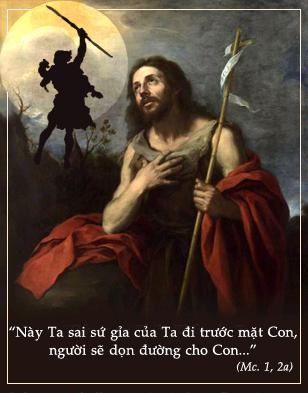 “Này Ta sai sứ gỉa của Ta đi trước mặt Con,
người sẽ dọn đường cho Con...”
(Mc. 1, 2a)